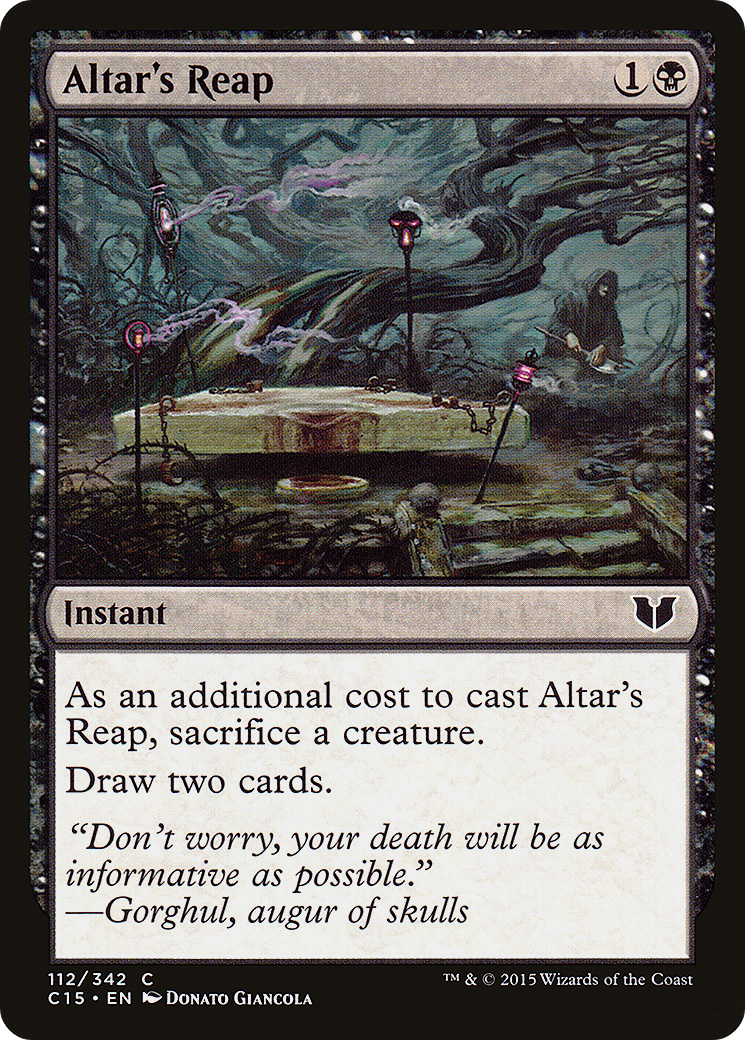 Altar's Reap 1
Instant
As an additional cost to cast Altar's
Reap, sacrifice a creature.
Draw two cards.
“Don't worry, your death will be as
informative as possible.”
—Gorghul, augur of skulls
112/342 C
C15 • EN Donato Giancola
™ & © 2015 Wizards of the Coast